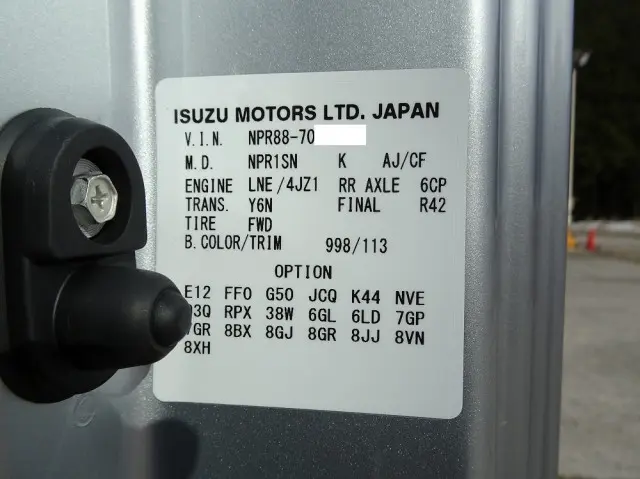 ISUZU MOTORS LTD. JAPAN
V.I.N. NPR88-70
M.D. NPR1SN K AJ/CF
ENGINE LNE/4JZ1 RR AXLE 6CP
TRANS. Y6N FINAL R42
TIRE FWD
B.COLOR/TRIM 998/113
OPTION
E12 FF0 G50 JCQ K44 NVE
RPX 38W 6GL 6LD 7GP
8BX 8GJ 8GR 8JJ 8VN
8XH